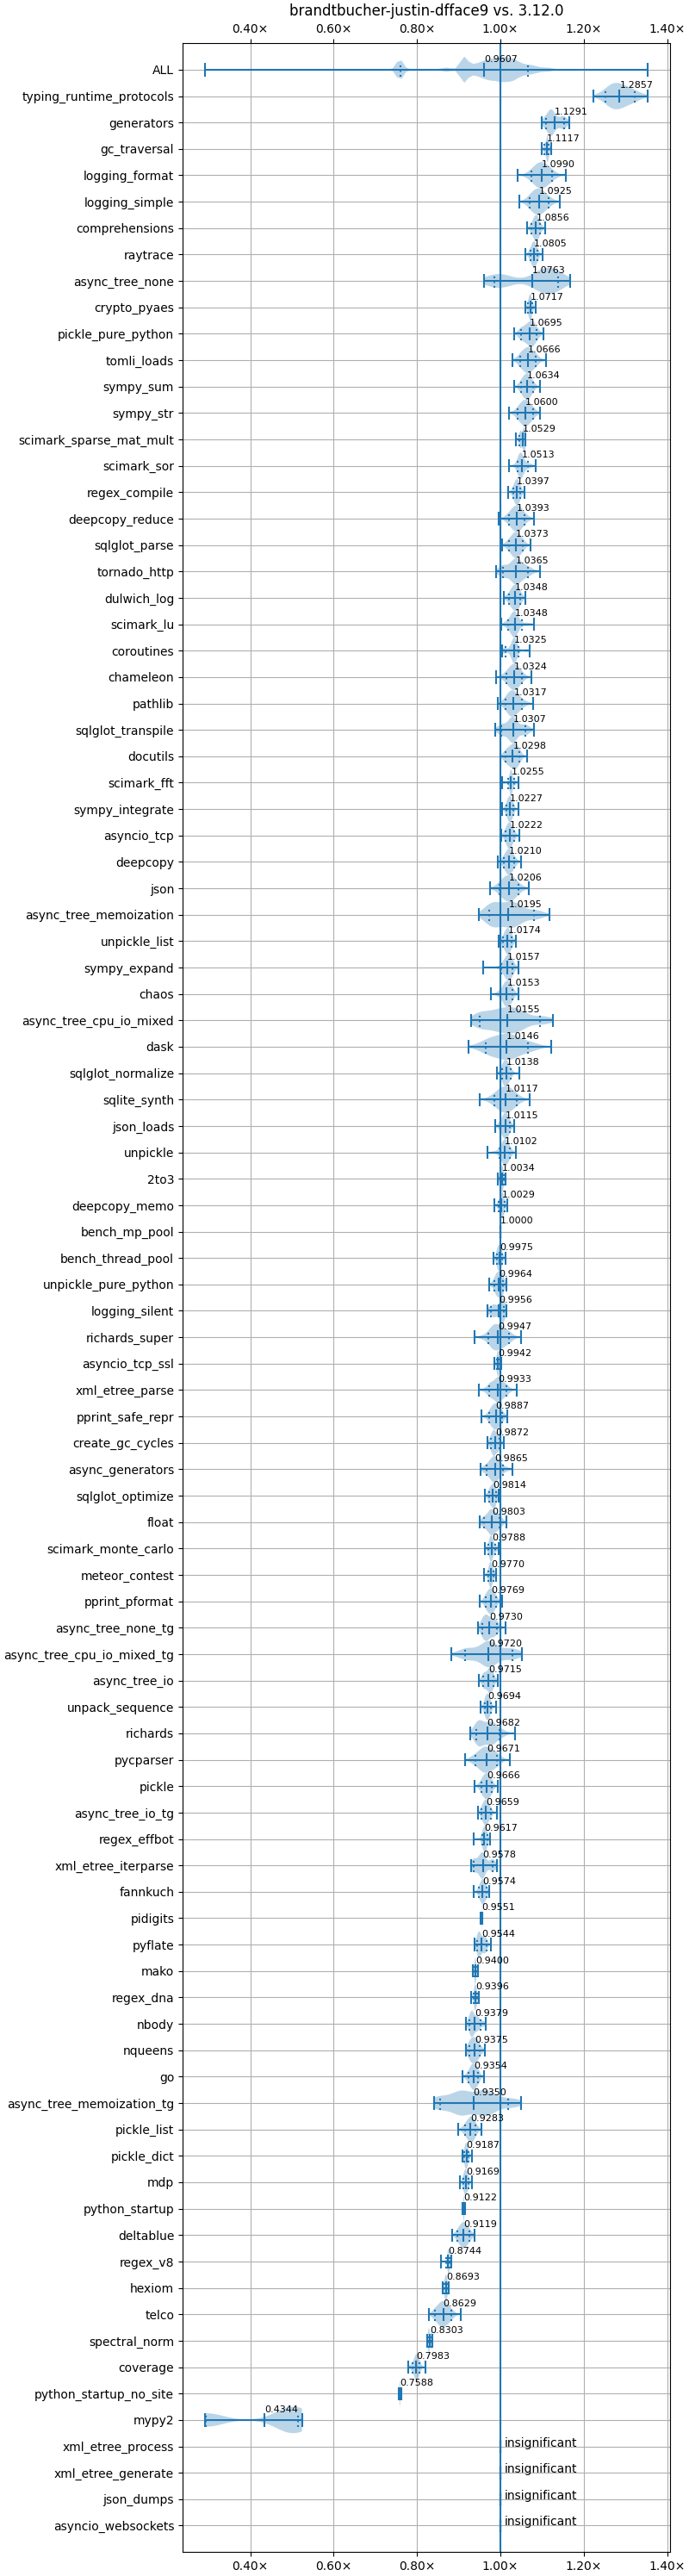 brandtbucher-justin-dfface9 vs. 3.12.0
0.40× 0.60× 0.80× 1.00× 1.20× 1.40×
ALL 0.9607
typing_runtime_protocols 1.2857
generators 1.1291
gc_traversal 1.1117
logging_format 1.0990
logging_simple 1.0925
comprehensions 1.0856
raytrace 1.0805
async_tree_none 1.0763
crypto_pyaes 1.0717
pickle_pure_python 1.0695
tomli_loads 1.0666
sympy_sum 1.0634
sympy_str 1.0600
scimark_sparse_mat_mult 1.0529
scimark_sor 1.0513
regex_compile 1.0397
deepcopy_reduce 1.0393
sqlglot_parse 1.0373
tornado_http 1.0365
dulwich_log 1.0348
scimark_lu 1.0348
coroutines 1.0325
chameleon 1.0324
pathlib 1.0317
sqlglot_transpile 1.0307
docutils 1.0298
scimark_fft 1.0255
sympy_integrate 1.0227
asyncio_tcp 1.0222
deepcopy 1.0210
json 1.0206
async_tree_memoization 1.0195
unpickle_list 1.0174
sympy_expand 1.0157
chaos 1.0153
async_tree_cpu_io_mixed 1.0155
dask 1.0146
sqlglot_normalize 1.0138
sqlite_synth 1.0117
json_loads 1.0115
unpickle 1.0102
2to3 1.0034
deepcopy_memo 1.0029
bench_mp_pool 1.0000
bench_thread_pool 0.9975
unpickle_pure_python 0.9964
logging_silent 0.9956
richards_super 0.9947
asyncio_tcp_ssl 0.9942
xml_etree_parse 0.9933
pprint_safe_repr 0.9887
create_gc_cycles 0.9872
async_generators 0.9865
sqlglot_optimize 0.9814
float 0.9803
scimark_monte_carlo 0.9788
meteor_contest 0.9770
pprint_pformat 0.9769
async_tree_none_tg 0.9730
async_tree_cpu_io_mixed_tg 0.9720
async_tree_io 0.9715
unpack_sequence 0.9694
richards 0.9682
pycparser 0.9671
pickle 0.9666
async_tree_io_tg 0.9659
regex_effbot 0.9617
xml_etree_iterparse 0.9578
fannkuch 0.9574
pidigits 0.9551
pyflate 0.9544
mako 0.9400
regex_dna 0.9396
nbody 0.9379
nqueens 0.9375
go 0.9354
async_tree_memoization_tg 0.9350
pickle_list 0.9283
pickle_dict 0.9187
mdp 0.9169
python_startup 0.9122
deltablue 0.9119
regex_v8 0.8744
hexiom 0.8693
telco 0.8629
spectral_norm 0.8303
coverage 0.7983
python_startup_no_site 0.7588
mypy2 0.4344
xml_etree_process insignificant
xml_etree_generate insignificant
json_dumps insignificant
asyncio_websockets insignificant
0.40× 0.60× 0.80× 1.00× 1.20× 1.40×